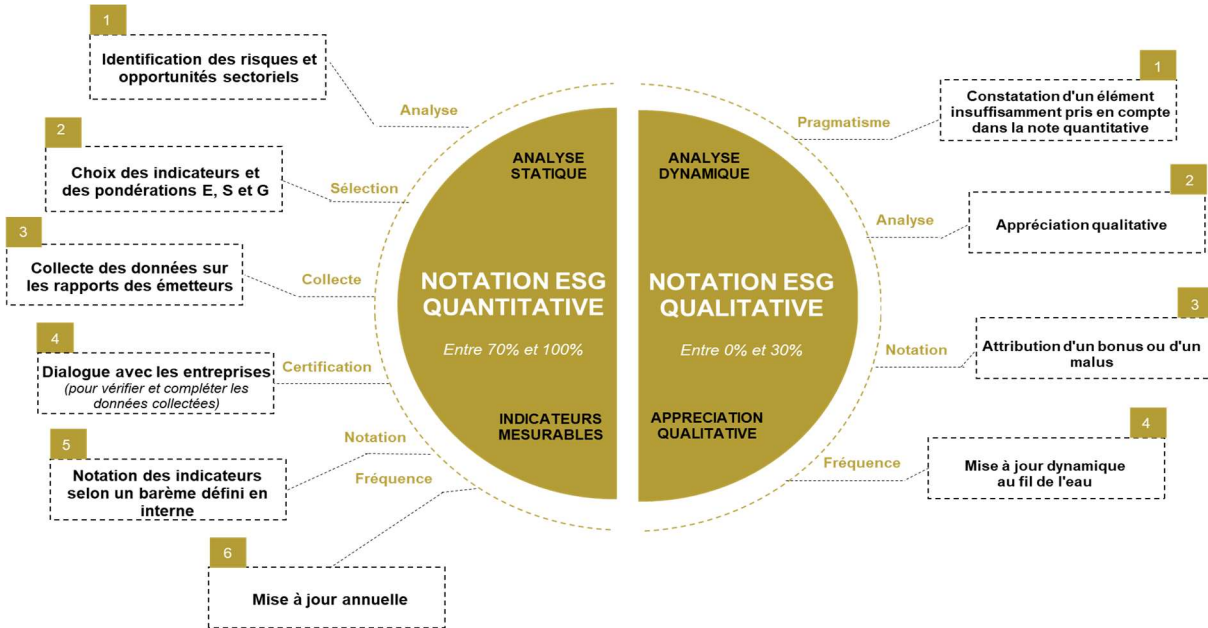 1
Identification des risques et
opportunités sectoriels
Analyse
2
Choix des indicateurs et
des pondérations E, S et G
Sélection
3
Collecte des données sur
les rapports des émetteurs
Collecte
4
Dialogue avec les entreprises
(pour vérifier et compléter les
données collectées)
Certification
5
Notation des indicateurs
selon un barème défini en
interne
Notation
6
Mise à jour annuelle
Fréquence
ANALYSE
STATIQUE
NOTATION ESG
QUANTITATIVE
Entre 70% et 100%
INDICATEURS
MESURABLES
ANALYSE
DYNAMIQUE
NOTATION ESG
QUALITATIVE
Entre 0% et 30%
APPRECIATION
QUALITATIVE
Pragmatisme
1
Constatation d'un élément
insuffisamment pris en compte
dans la note quantitative
Analyse
2
Appréciation qualitative
Notation
3
Attribution d'un bonus ou d'un
malus
Fréquence
4
Mise à jour dynamique
au fil de l'eau